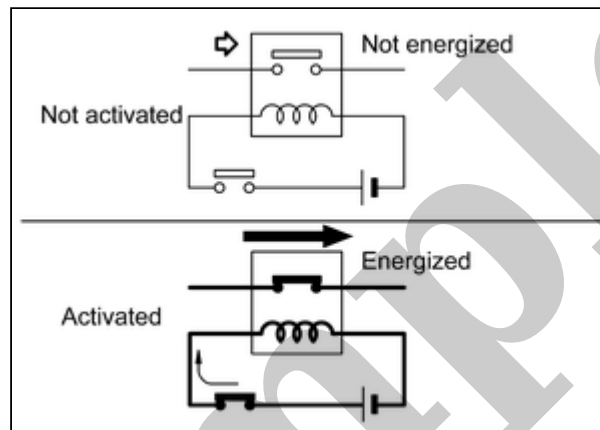 Not energized
Not activated
Energized
Activated